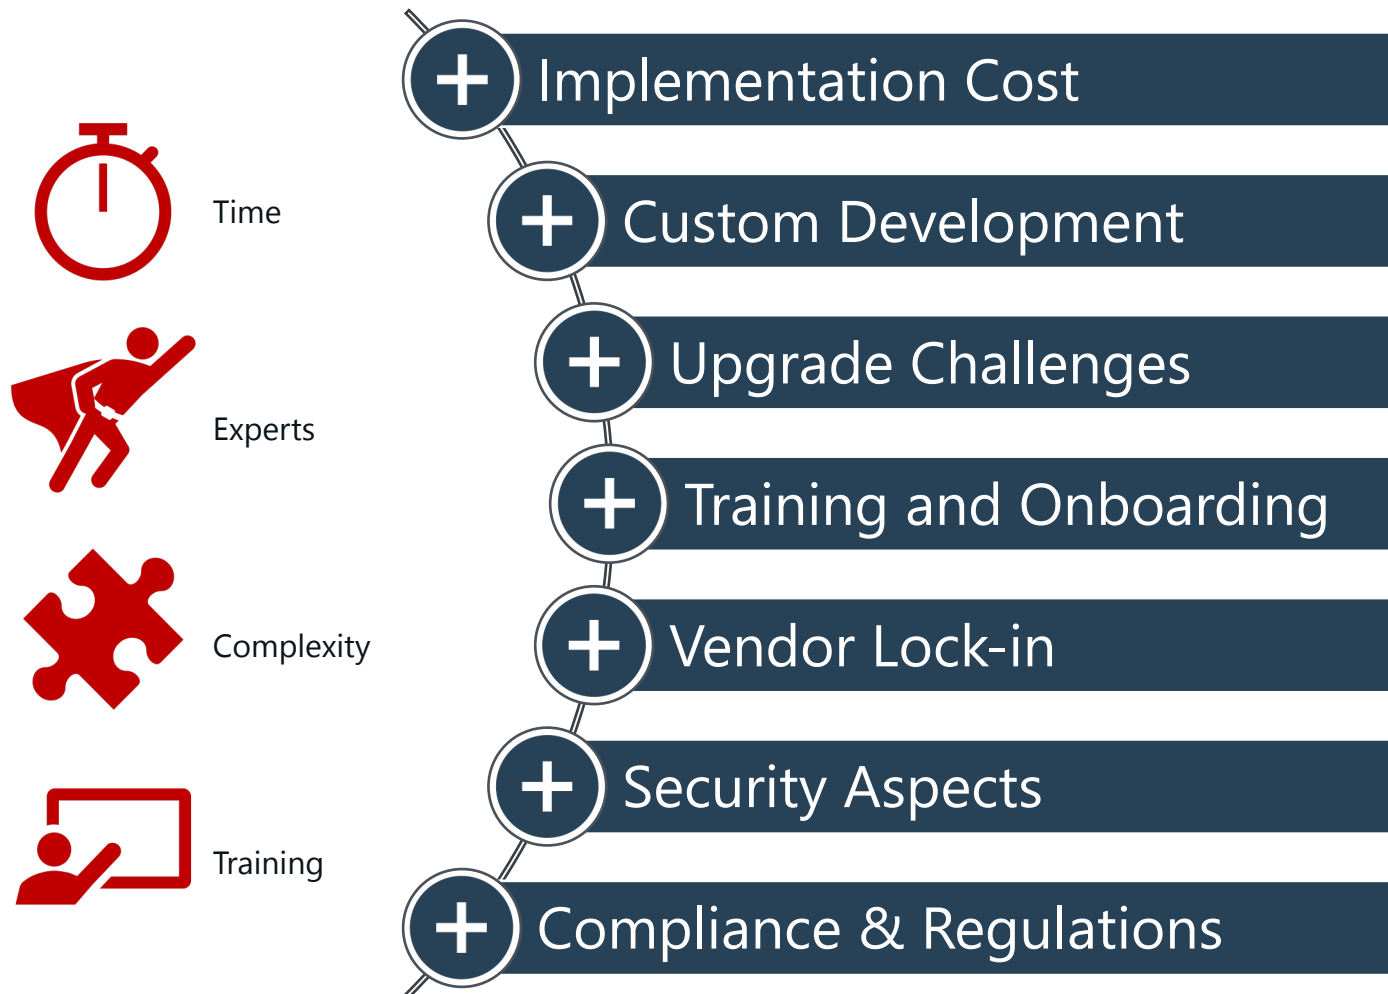 Time
Experts
Complexity
Training
Implementation Cost
Custom Development
Upgrade Challenges
Training and Onboarding
Vendor Lock-in
Security Aspects
Compliance & Regulations